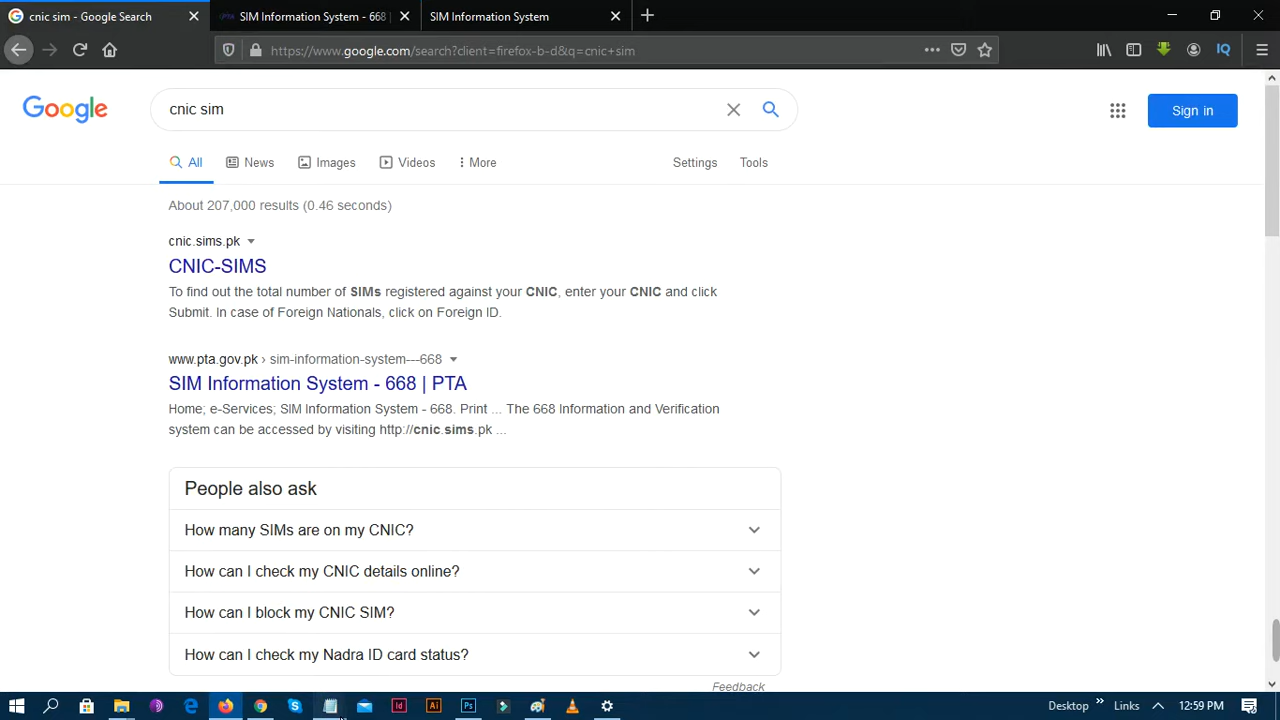 cnic sim - Google Search
SIM Information System - 668 |
SIM Information System
https://www.google.com/search?client=firefox-b-d&q=cnic+sim
IQ
Google
cnic sim
Sign in
All
News
Images
Videos
More
Settings
Tools
About 207,000 results (0.46 seconds)
cnic.sims.pk
CNIC-SIMS
To find out the total number of SIMs registered against your CNIC, enter your CNIC and click
Submit. In case of Foreign Nationals, click on Foreign ID.
www.pta.gov.pk › sim-information-system---668
SIM Information System - 668 | PTA
Home; e-Services; SIM Information System - 668. Print ... The 668 Information and Verification
system can be accessed by visiting http://cnic.sims.pk ...
People also ask
How many SIMs are on my CNIC?
How can I check my CNIC details online?
How can I block my CNIC SIM?
How can I check my Nadra ID card status?
Feedback
Id
Ai
Ps
Desktop
Links
12:59 PM